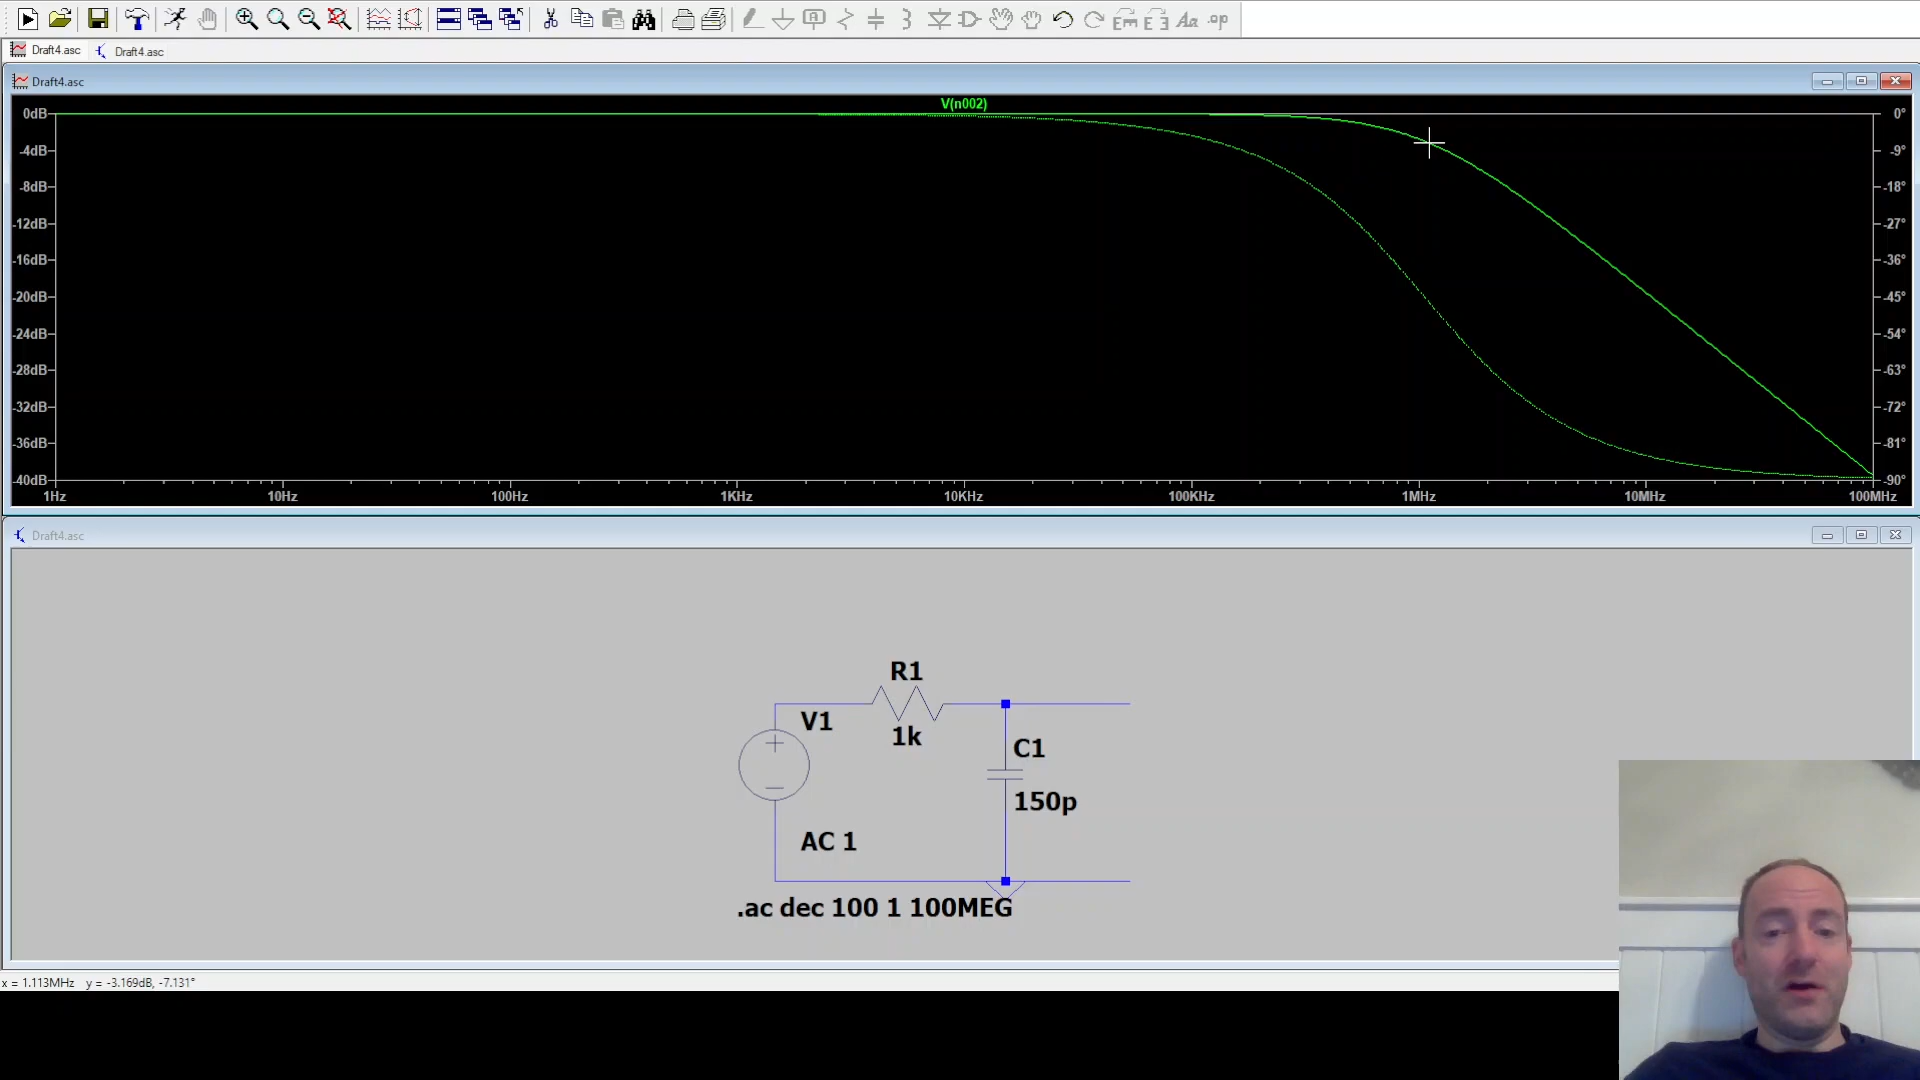 Aa .op
Draft4.asc Draft4.asc
Draft4.asc
V(n002)
0dB 0°
-4dB -9°
-8dB -18°
-12dB -27°
-16dB -36°
-20dB -45°
-24dB -54°
-28dB -63°
-32dB -72°
-36dB -81°
-40dB -90°
1Hz 10Hz 100Hz 1KHz 10KHz 100KHz 1MHz 10MHz 100MHz
Draft4.asc
R1
V1
1k
C1
150p
AC 1
.ac dec 100 1 100MEG
x = 1.113MHz y = -3.169dB, -7.131°